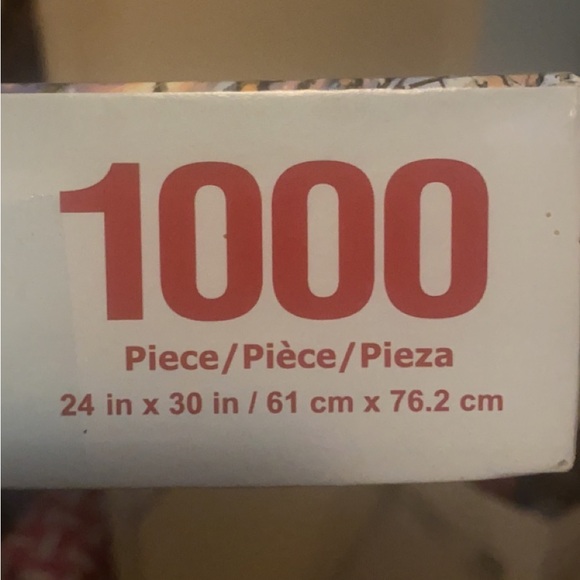 1000
Piece/Pièce/Pieza
24 in x 30 in / 61 cm x 76.2 cm